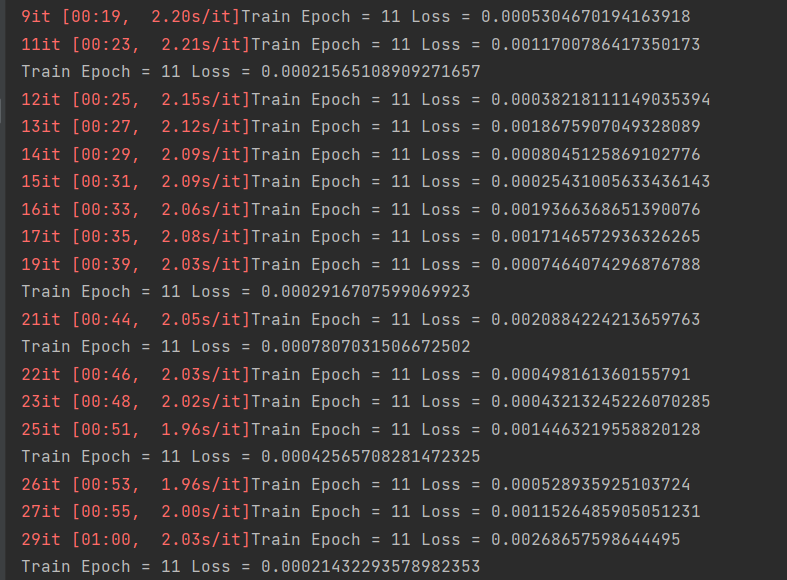 9it [00:19,  2.20s/it]Train Epoch = 11 Loss = 0.0005304670194163918
11it [00:23,  2.21s/it]Train Epoch = 11 Loss = 0.0011700786417350173
Train Epoch = 11 Loss = 0.00021565108909271657
12it [00:25,  2.15s/it]Train Epoch = 11 Loss = 0.00038218111149035394
13it [00:27,  2.12s/it]Train Epoch = 11 Loss = 0.0018675907049328089
14it [00:29,  2.09s/it]Train Epoch = 11 Loss = 0.0008045125869102776
15it [00:31,  2.09s/it]Train Epoch = 11 Loss = 0.00025431005633436143
16it [00:33,  2.06s/it]Train Epoch = 11 Loss = 0.0019366368651390076
17it [00:35,  2.08s/it]Train Epoch = 11 Loss = 0.0017146572936326265
19it [00:39,  2.03s/it]Train Epoch = 11 Loss = 0.0007464074296876788
Train Epoch = 11 Loss = 0.0002916707599069923
21it [00:44,  2.05s/it]Train Epoch = 11 Loss = 0.0020884224213659763
Train Epoch = 11 Loss = 0.0007807031506672502
22it [00:46,  2.03s/it]Train Epoch = 11 Loss = 0.000498161360155791
23it [00:48,  2.02s/it]Train Epoch = 11 Loss = 0.00043213245226070285
25it [00:51,  1.96s/it]Train Epoch = 11 Loss = 0.0014463219558820128
Train Epoch = 11 Loss = 0.00042565708281472325
26it [00:53,  1.96s/it]Train Epoch = 11 Loss = 0.000528935925103724
27it [00:55,  2.00s/it]Train Epoch = 11 Loss = 0.0011526485905051231
29it [01:00,  2.03s/it]Train Epoch = 11 Loss = 0.00268657598644495
Train Epoch = 11 Loss = 0.00021432293578982353